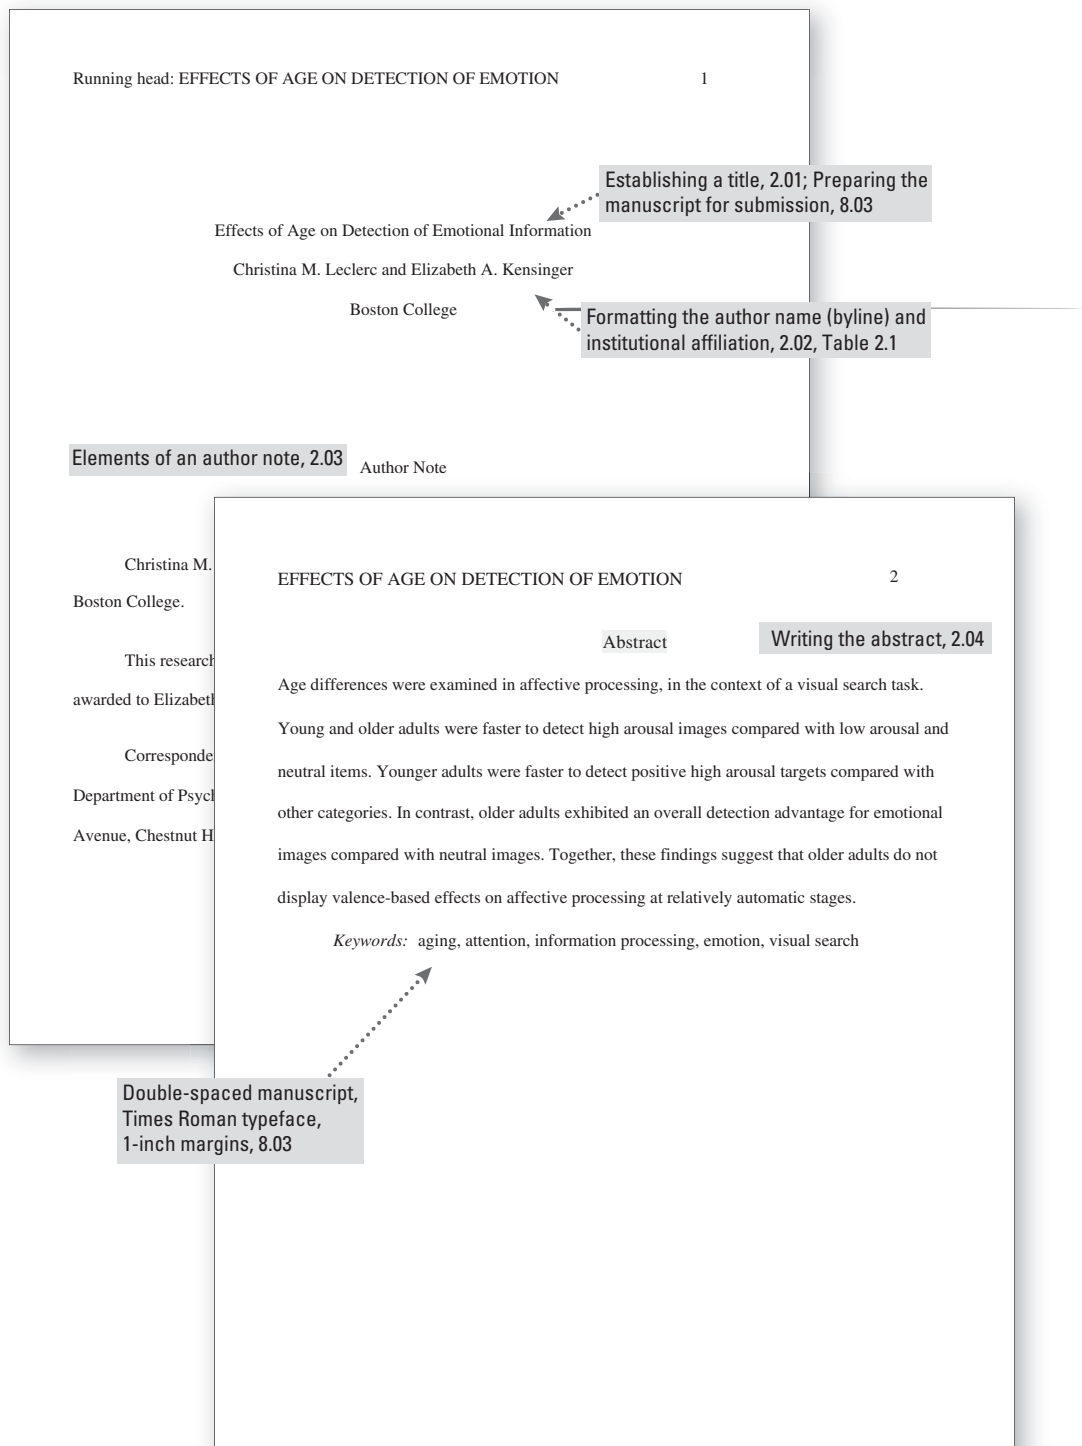 Running head: EFFECTS OF AGE ON DETECTION OF EMOTION 1
Establishing a title, 2.01; Preparing the
manuscript for submission, 8.03
Effects of Age on Detection of Emotional Information
Christina M. Leclerc and Elizabeth A. Kensinger
Boston College
Formatting the author name (byline) and
institutional affiliation, 2.02, Table 2.1
Elements of an author note, 2.03
Author Note
Christina M.
Boston College.
This research
awarded to Elizabeth
Corresponde
Department of Psych
Avenue, Chestnut H
EFFECTS OF AGE ON DETECTION OF EMOTION 2
Abstract
Writing the abstract, 2.04
Age differences were examined in affective processing, in the context of a visual search task.
Young and older adults were faster to detect high arousal images compared with low arousal and
neutral items. Younger adults were faster to detect positive high arousal targets compared with
other categories. In contrast, older adults exhibited an overall detection advantage for emotional
images compared with neutral images. Together, these findings suggest that older adults do not
display valence-based effects on affective processing at relatively automatic stages.
Keywords: aging, attention, information processing, emotion, visual search
Double-spaced manuscript,
Times Roman typeface,
1-inch margins, 8.03